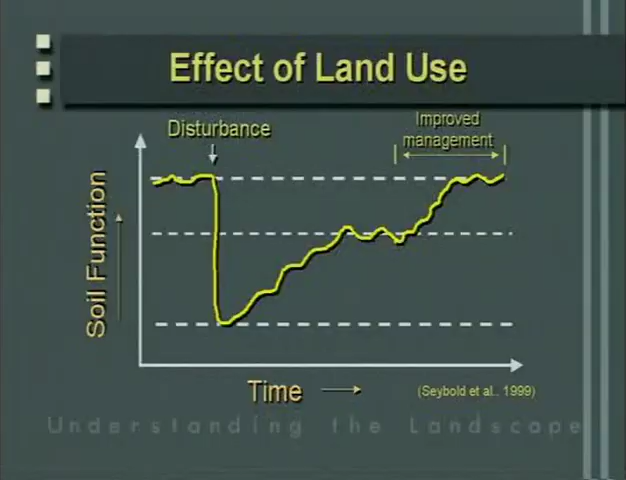 Effect of Land Use
Disturbance
Improved
management
Soil Function
Time
(Seybold et al.. 1999)
Understanding the Landscape